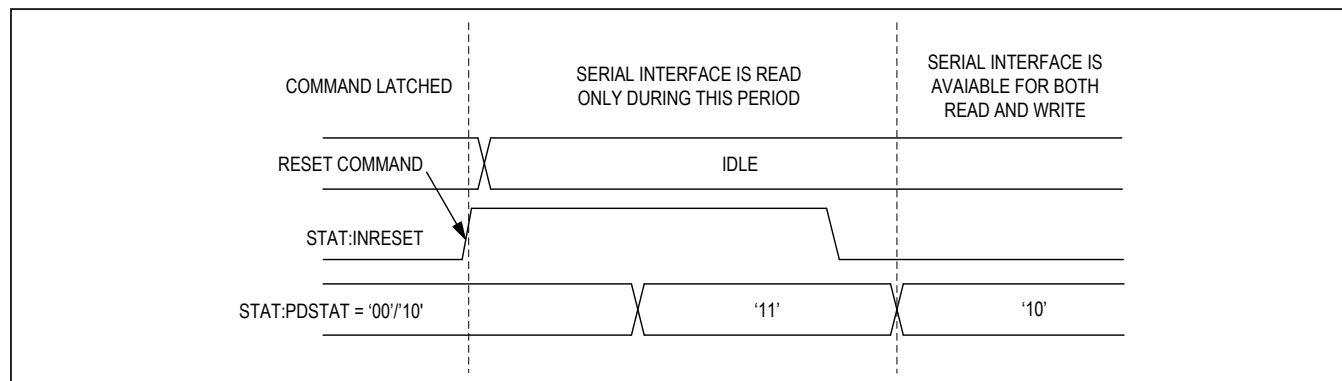 COMMAND LATCHED
SERIAL INTERFACE IS READ
ONLY DURING THIS PERIOD
SERIAL INTERFACE IS
AVAIABLE FOR BOTH
READ AND WRITE
RESET COMMAND
IDLE
STAT:INRESET
STAT:PDSTAT = ‘00’/’10'
‘11’
‘10’